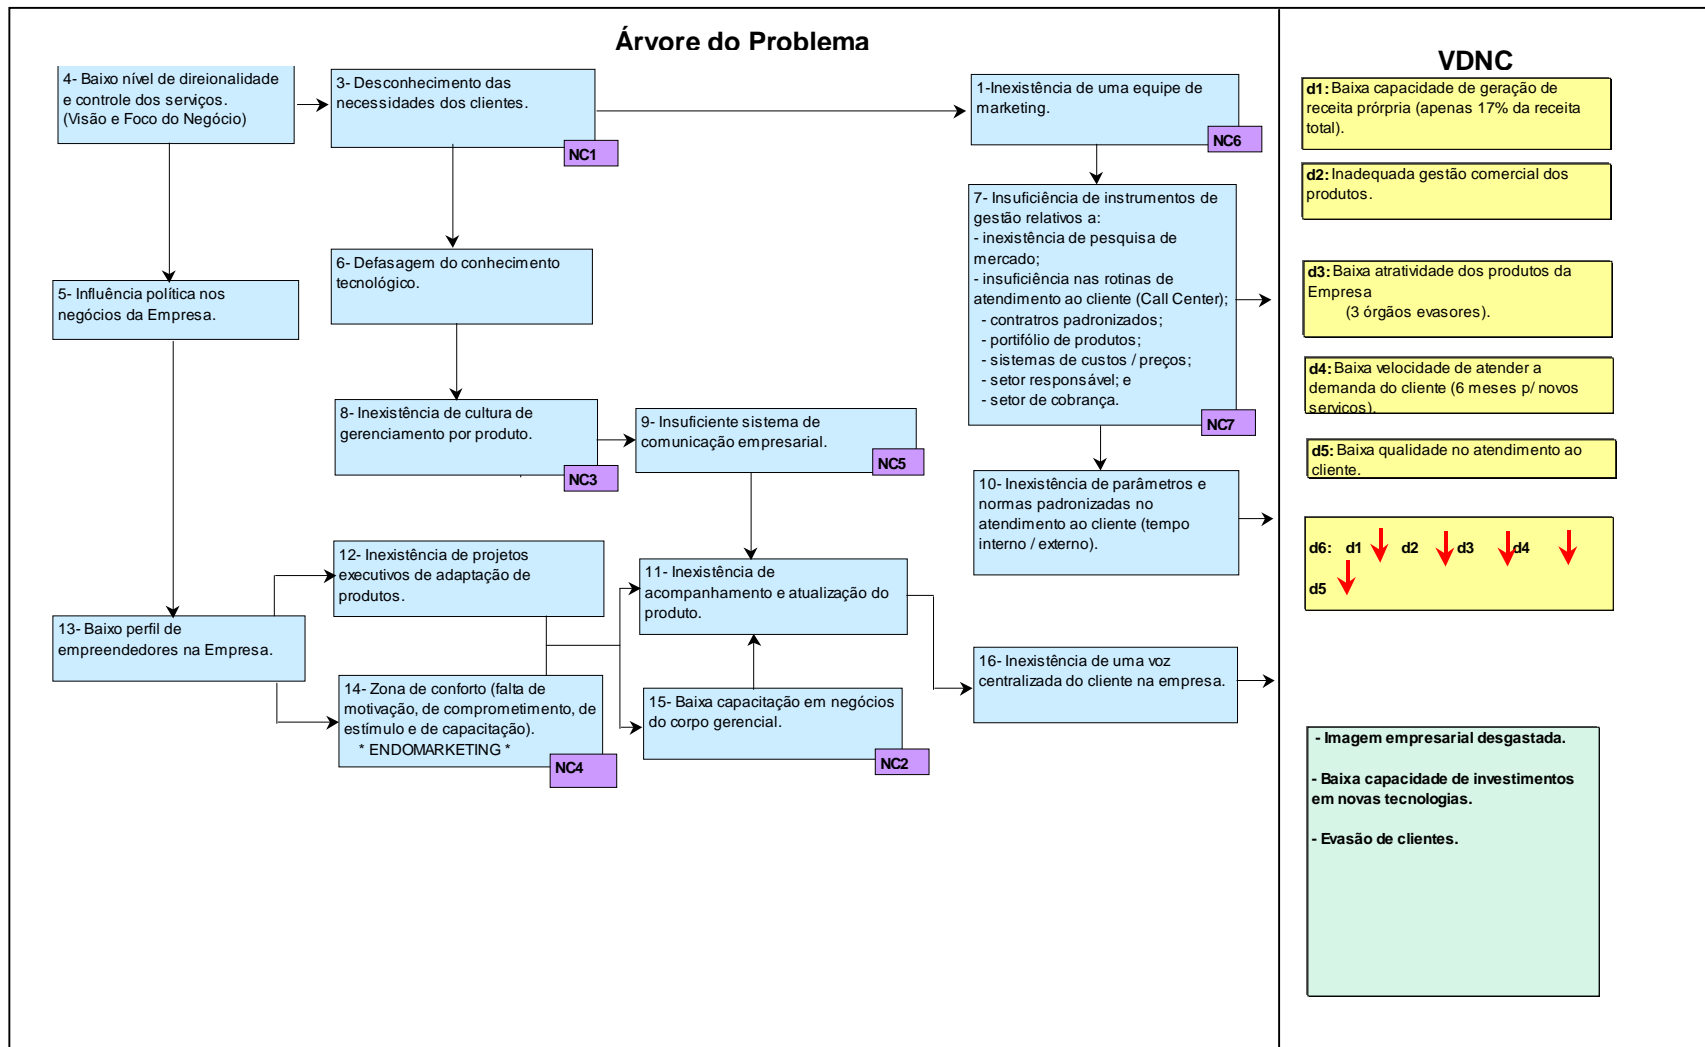 Árvore do Problema
4- Baixo nível de direionalidade
e controle dos serviços.
(Visão e Foco do Negócio)
3- Desconhecimento das
necessidades dos clientes.
NC1
1-Inexistência de uma equipe de
marketing.
NC6
5- Influência política nos
negócios da Empresa.
6- Defasagem do conhecimento
tecnológico.
7- Insuficiência de instrumentos de
gestão relativos a:
- inexistência de pesquisa de
mercado;
- insuficiência nas rotinas de
atendimento ao cliente (Call Center);
- contratros padronizados;
- portifólio de produtos;
- sistemas de custos / preços;
- setor responsável; e
- setor de cobrança.
NC7
8- Inexistência de cultura de
gerenciamento por produto.
NC3
9- Insuficiente sistema de
comunicação empresarial.
NC5
10- Inexistência de parâmetros e
normas padronizadas no
atendimento ao cliente (tempo
interno / externo).
12- Inexistência de projetos
executivos de adaptação de
produtos.
11- Inexistência de
acompanhamento e atualização do
produto.
13- Baixo perfil de
empreendedores na Empresa.
14- Zona de conforto (falta de
motivação, de comprometimento, de
estímulo e de capacitação).
* ENDOMARKETING *
NC4
15- Baixa capacitação em negócios
do corpo gerencial.
NC2
16- Inexistência de uma voz
centralizada do cliente na empresa.
VDNC
d1: Baixa capacidade de geração de
receita prórpria (apenas 17% da receita
total).
d2: Inadequada gestão comercial dos
produtos.
d3: Baixa atratividade dos produtos da
Empresa
(3 órgãos evasores).
d4: Baixa velocidade de atender a
demanda do cliente (6 meses p/ novos
serviços).
d5: Baixa qualidade no atendimento ao
cliente.
d6: d1 d2 d3 d4
d5
- Imagem empresarial desgastada.
- Baixa capacidade de investimentos
em novas tecnologias.
- Evasão de clientes.